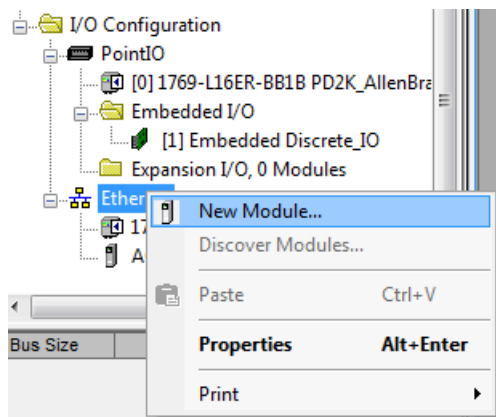 I/O Configuration
PointIO
[0] 1769-L16ER-BB1B PD2K_AllenBra
Embedded I/O
[1] Embedded Discrete_IO
Expansion I/O, 0 Modules
Ether
New Module...
Discover Modules...
Paste Ctrl+V
Bus Size
Properties Alt+Enter
Print